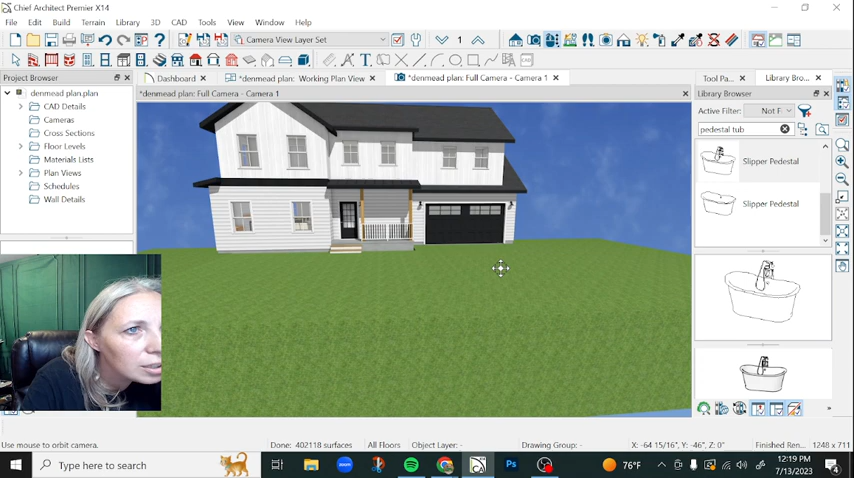 Chief Architect Premier X14
File Edit Build Terrain Library 3D CAD Tools View Window Help
Camera View Layer Set
1
Project Browser
Dashboard
*denmead plan: Working Plan View
*denmead plan: Full Camera - Camera 1
Tool Pa...
Library Bro...
denmead plan.plan
*denmead plan: Full Camera - Camera 1
Library Browser
CAD Details
Active Filter: Not F
Cameras
pedestal tub
Cross Sections
Floor Levels
Materials Lists
Slipper Pedestal
Plan Views
Schedules
Wall Details
Slipper Pedestal
Use mouse to orbit camera.
Done: 402118 surfaces
All Floors
Object Layer: -
Drawing Group: -
X: -64 15/16", Y: -46", Z: 0"
Finished Ren...
1248 x 711
Type here to search
zoom
Ps
76°F
12:19 PM
7/13/2023
4